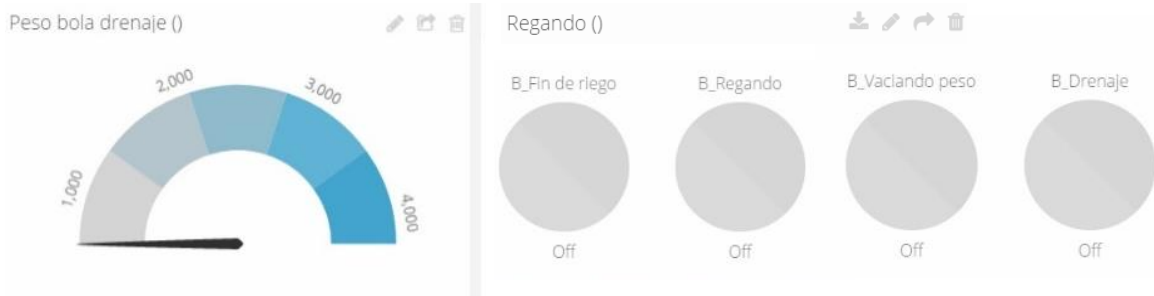 Peso bola drenaje ()
1,000
2,000
3,000
4,000
Regando ()
B_Fin de riego
B_Regando
B_Vaciando peso
B_Drenaje
Off
Off
Off
Off